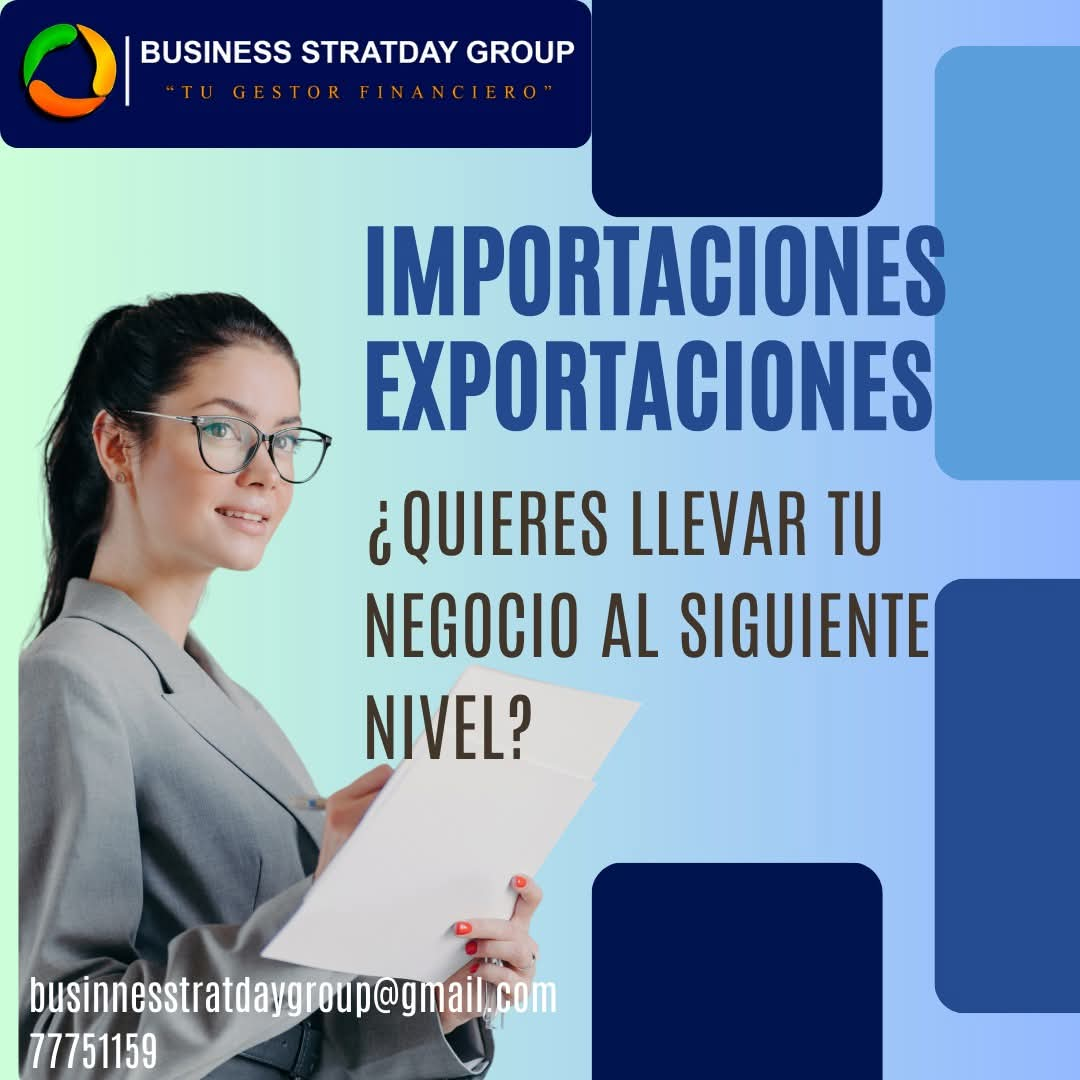 BUSINESS STRATDAY GROUP
“TU GESTOR FINANCIERO”
IMPORTACIONES
EXPORTACIONES
¿QUIERES LLEVAR TU
NEGOCIO AL SIGUIENTE
NIVEL?
businnesstratdaygroup@gmail.com
77751159